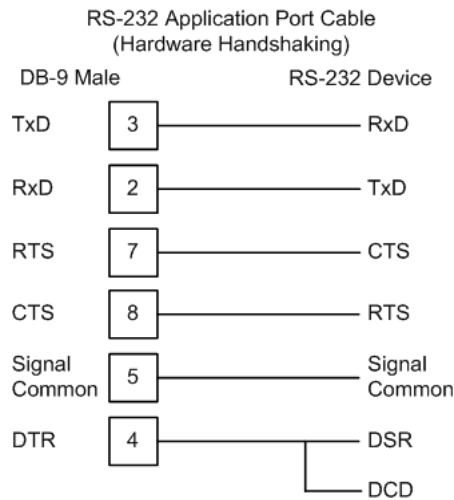 RS-232 Application Port Cable
(Hardware Handshaking)
DB-9 Male RS-232 Device
TxD 3 RxD
RxD 2 TxD
RTS 7 CTS
CTS 8 RTS
Signal Common 5 Signal Common
DTR 4 DSR
DCD